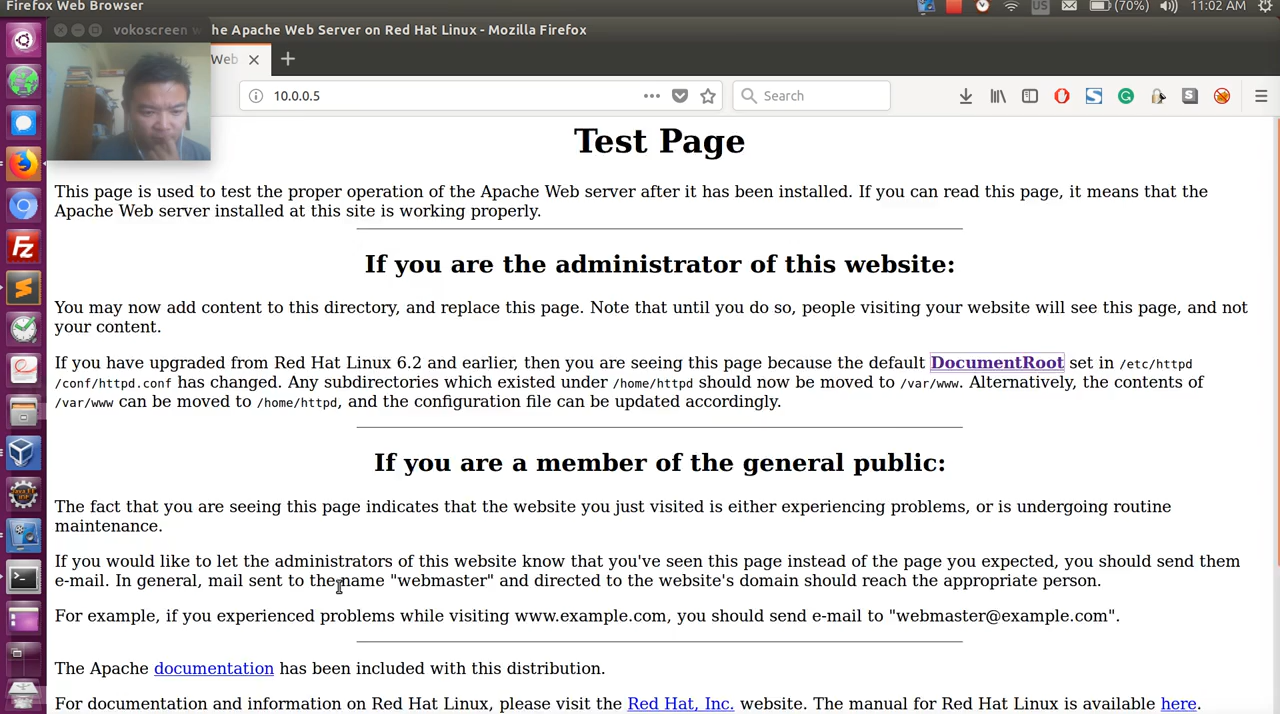 Firefox Web Browser
US
(70%)
11:02 AM
vokoscreen w
he Apache Web Server on Red Hat Linux - Mozilla Firefox
Web
10.0.0.5
Search
Test Page
This page is used to test the proper operation of the Apache Web server after it has been installed. If you can read this page, it means that the
Apache Web server installed at this site is working properly.
If you are the administrator of this website:
You may now add content to this directory, and replace this page. Note that until you do so, people visiting your website will see this page, and not
your content.
If you have upgraded from Red Hat Linux 6.2 and earlier, then you are seeing this page because the default DocumentRoot set in /etc/httpd
/conf/httpd.conf has changed. Any subdirectories which existed under /home/httpd should now be moved to /var/www. Alternatively, the contents of
/var/www can be moved to /home/httpd, and the configuration file can be updated accordingly.
If you are a member of the general public:
The fact that you are seeing this page indicates that the website you just visited is either experiencing problems, or is undergoing routine
maintenance.
If you would like to let the administrators of this website know that you've seen this page instead of the page you expected, you should send them
e-mail. In general, mail sent to the name "webmaster" and directed to the website's domain should reach the appropriate person.
For example, if you experienced problems while visiting www.example.com, you should send e-mail to "webmaster@example.com".
The Apache documentation has been included with this distribution.
For documentation and information on Red Hat Linux, please visit the Red Hat, Inc. website. The manual for Red Hat Linux is available here.